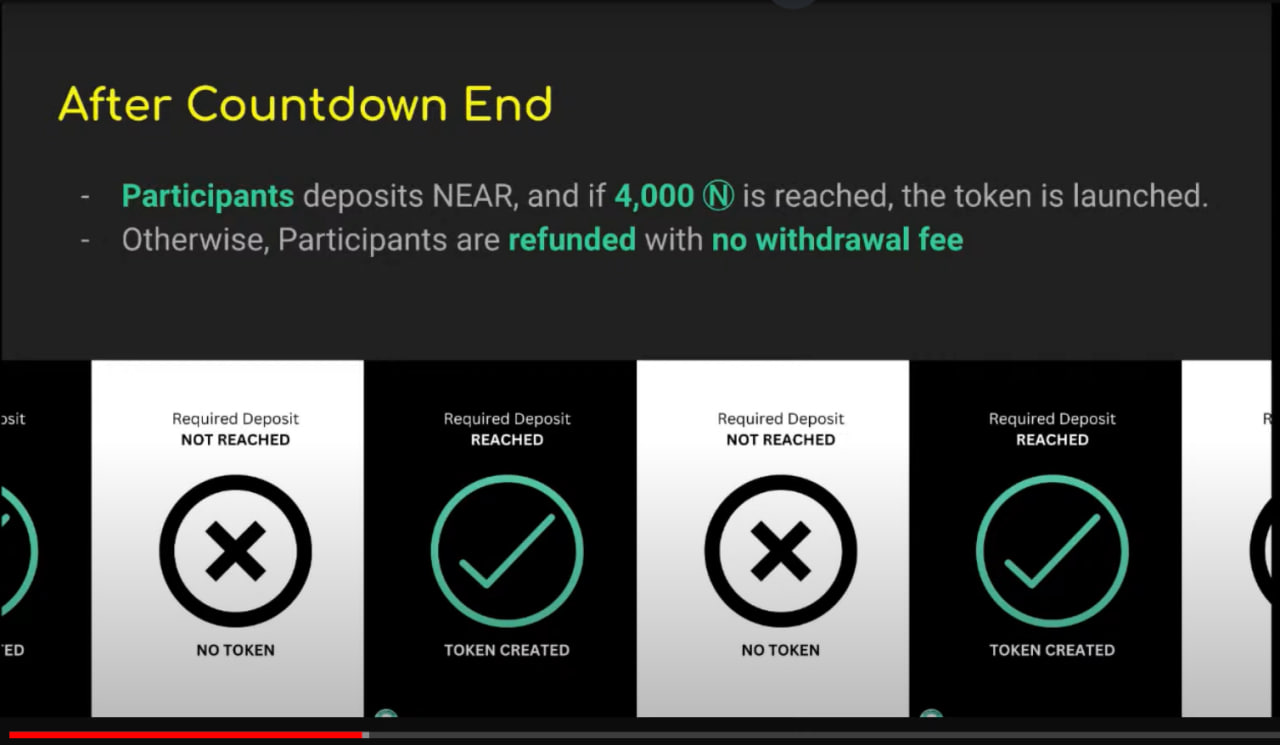 After Countdown End
- Participants deposits NEAR, and if 4,000 Ⓝ is reached, the token is launched.
- Otherwise, Participants are refunded with no withdrawal fee
Required Deposit
NOT REACHED
NO TOKEN
Required Deposit
REACHED
TOKEN CREATED
Required Deposit
NOT REACHED
NO TOKEN
Required Deposit
REACHED
TOKEN CREATED